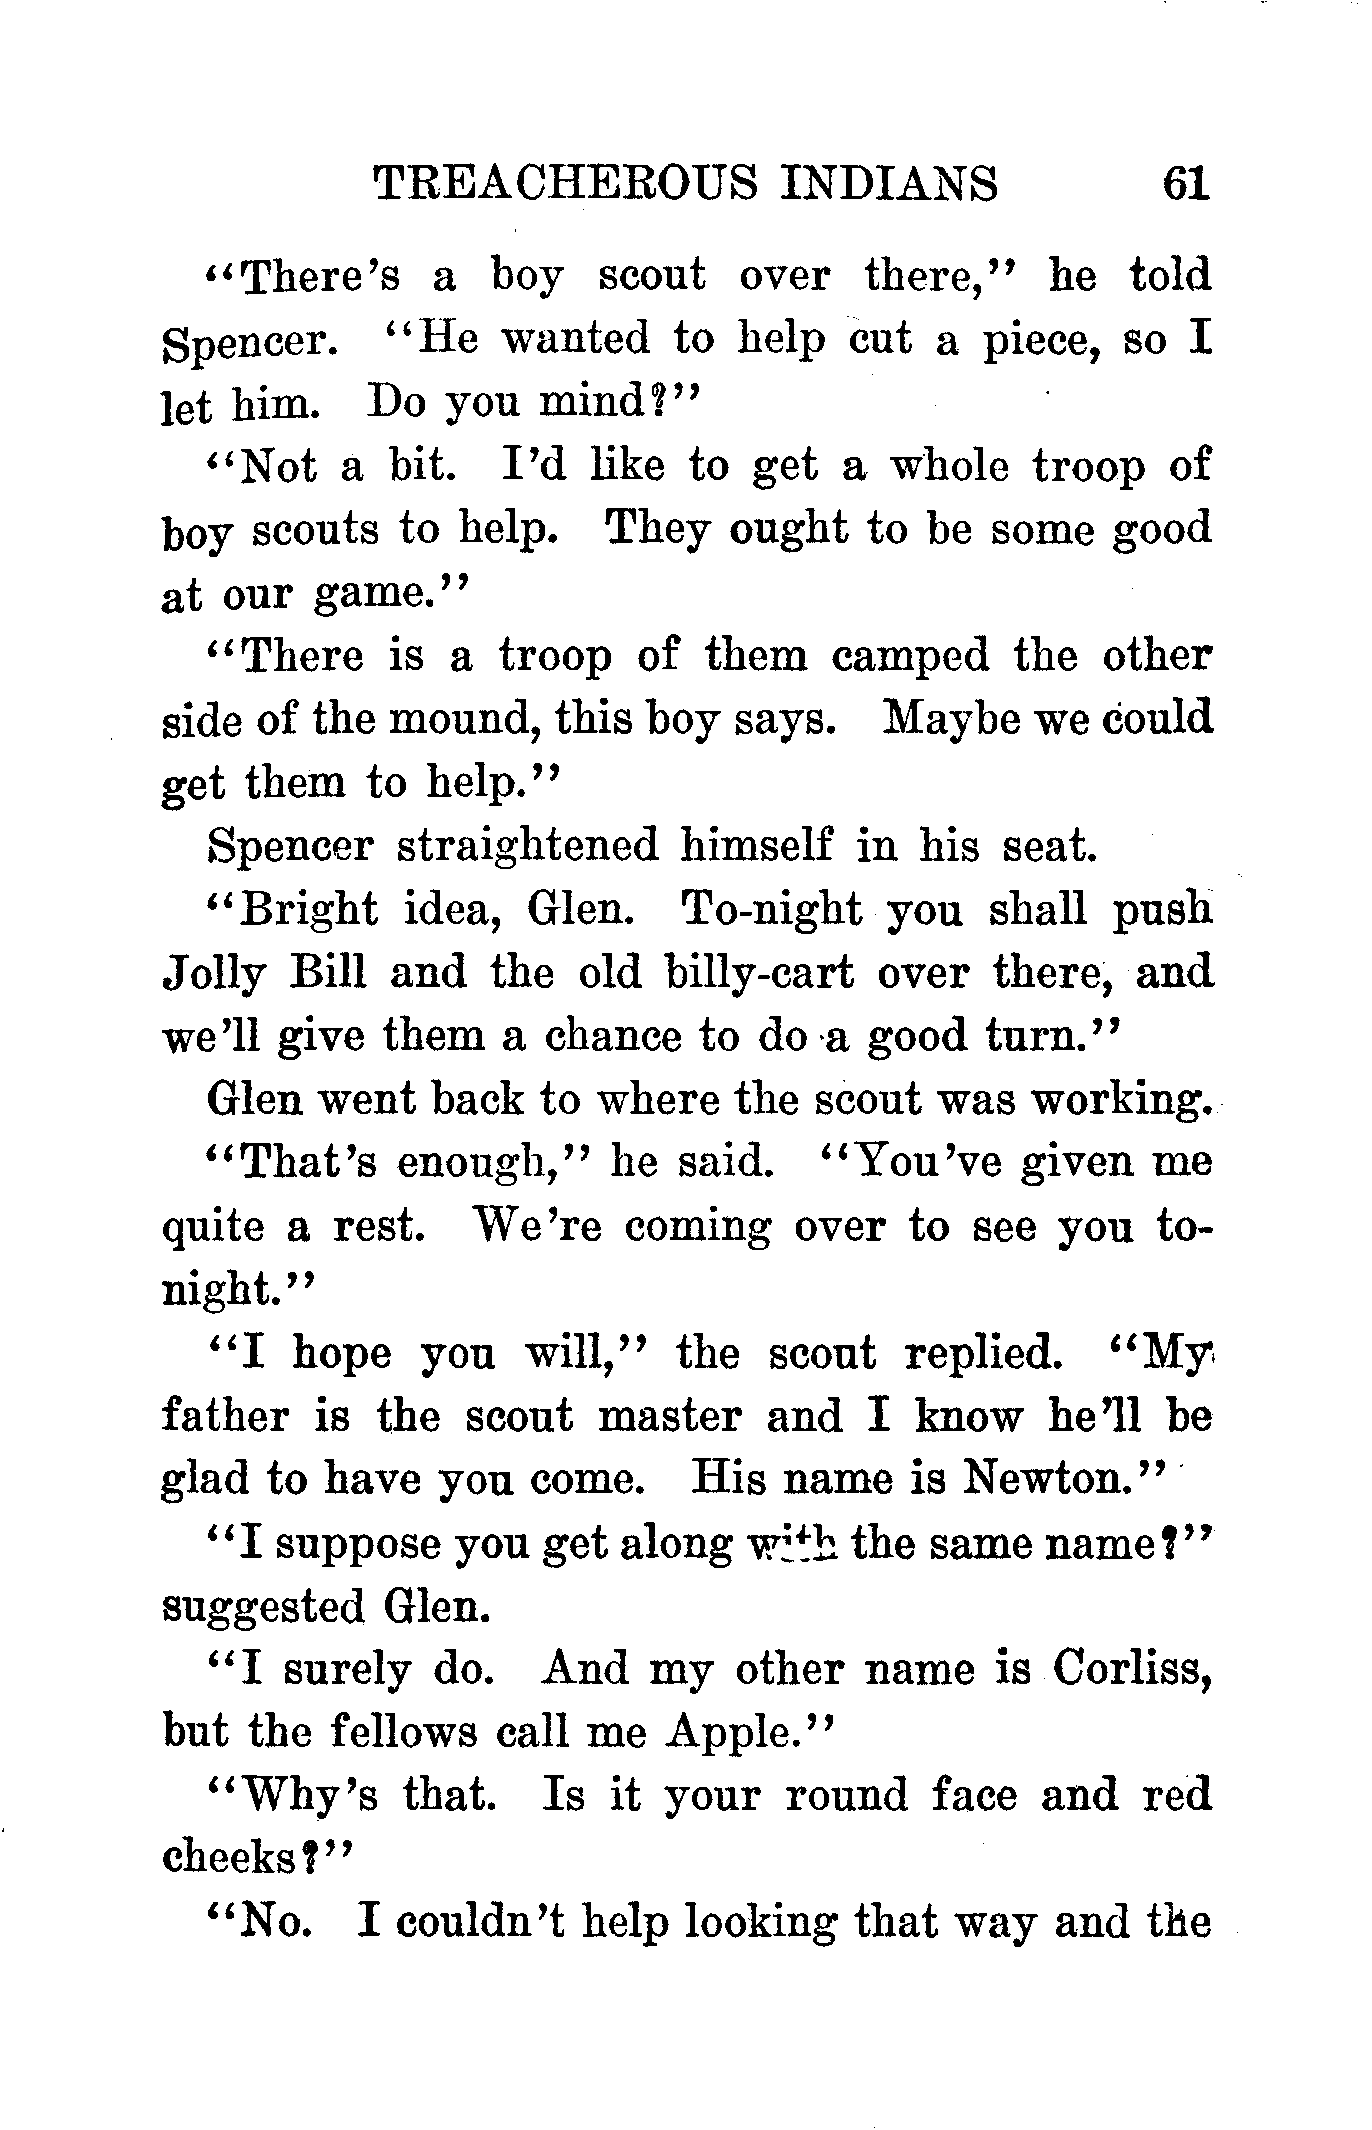 TREACHEROUS INDIANS 61
"There's a boy scout over there," he told
Spencer. "He wanted to help cut a piece, so I
let him. Do you mind?"
"Not a bit. I'd like to get a whole troop of
boy scouts to help. They ought to be some good
at our game."
"There is a troop of them camped the other
side of the mound, this boy says. Maybe we could
get them to help."
Spencer straightened himself in his seat.
"Bright idea, Glen. To-night you shall push
Jolly Bill and the old billy-cart over there, and
we'll give them a chance to do a good turn."
Glen went back to where the scout was working.
"That's enough," he said. "You've given me
quite a rest. We're coming over to see you to-
night."
"I hope you will," the scout replied. "My
father is the scout master and I know he'll be
glad to have you come. His name is Newton."
"I suppose you get along with the same name?"
suggested Glen.
"I surely do. And my other name is Corliss,
but the fellows call me Apple."
"Why's that. Is it your round face and red
cheeks?"
"No. I couldn't help looking that way and the